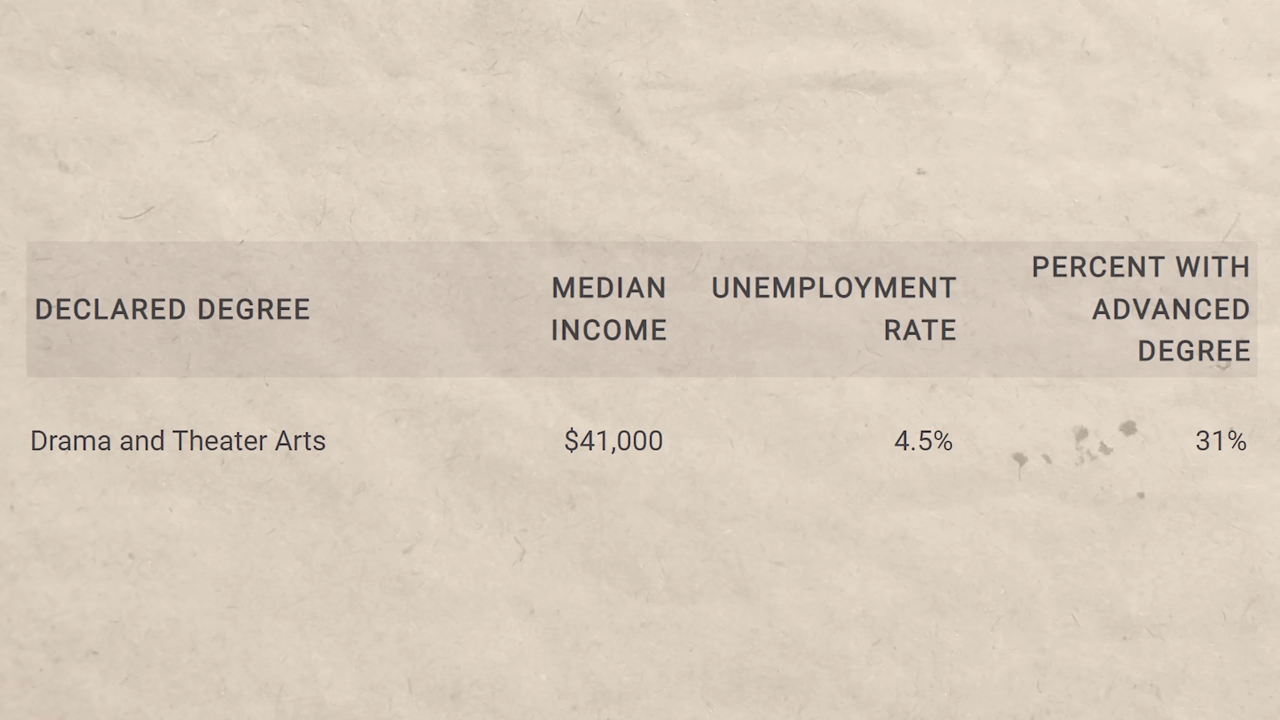 DECLARED DEGREE
MEDIAN
INCOME
UNEMPLOYMENT
RATE
PERCENT WITH
ADVANCED
DEGREE
Drama and Theater Arts $41,000 4.5% 31%